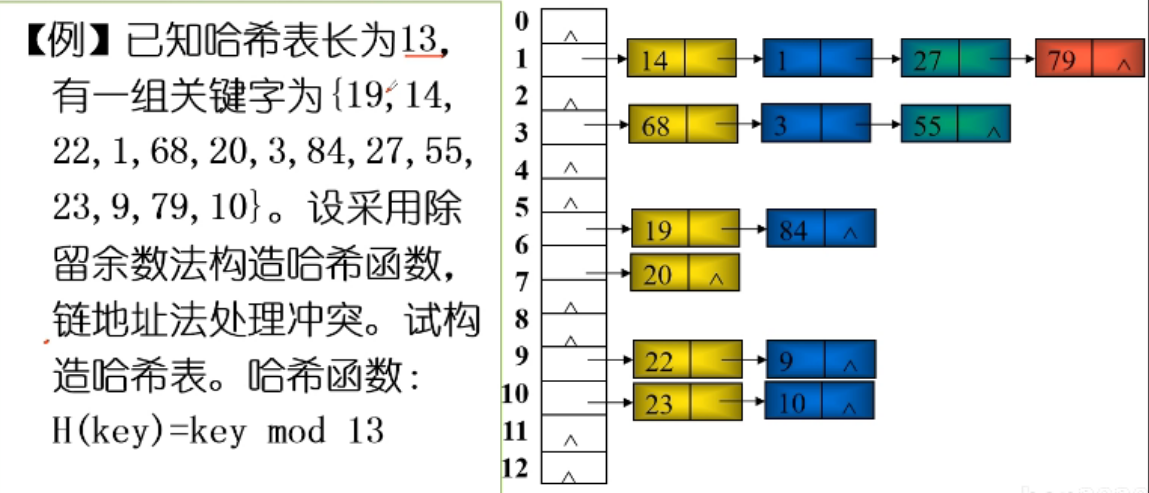 【例】已知哈希表长为13,
有一组关键字为{19,14,
22,1,68,20,3,84,27,55,
23,9,79,10}。设采用除
留余数法构造哈希函数,
链地址法处理冲突。试构
造哈希表。哈希函数:
H(key)=key mod 13
0 ^
1 14 1 27 79 ^
2 ^
3 68 3 55 ^
4 ^
5 ^
6 19 84 ^
7 20 ^
8 ^
^
9 22 9 ^
10 23 10 ^
11 ^
12 ^